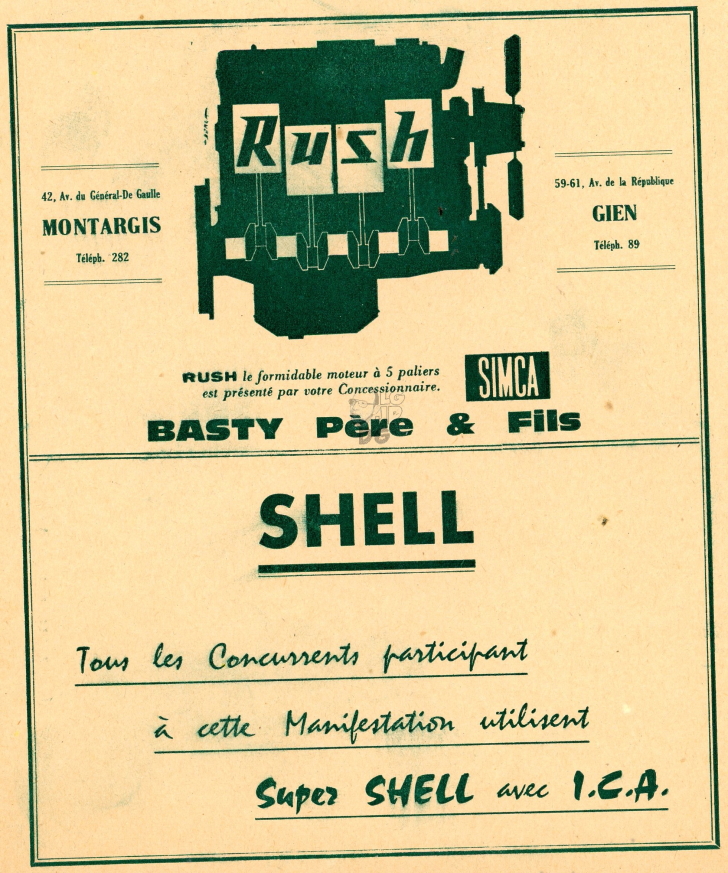 Rush
42, Av. du Général-De Gaulle
MONTARGIS
Téléph. 282
59-61, Av. de la République
GIEN
Téléph. 89
RUSH le formidable moteur à 5 paliers
est présenté par votre Concessionnaire.
SIMCA
BASTY Père & Fils
SHELL
Tous les Concurrents participant
à cette Manifestation utilisent
Super SHELL avec I.C.A.